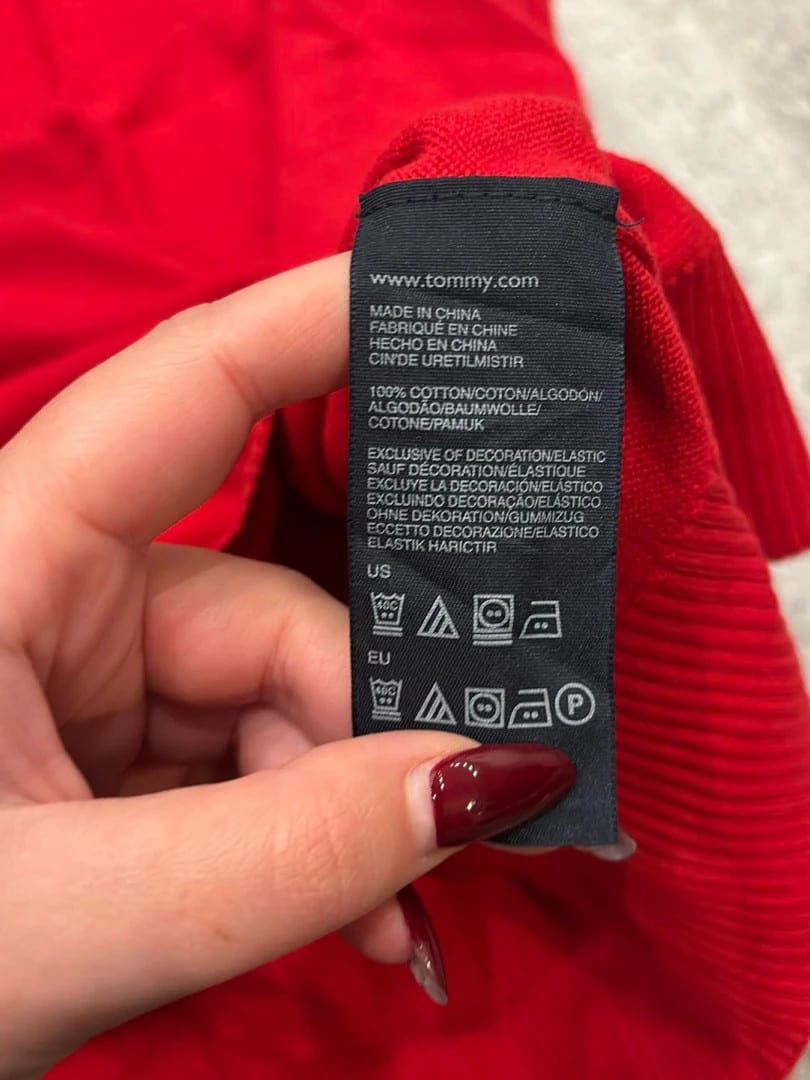 www.tommy.com
MADE IN CHINA
FABRIQUÉ EN CHINE
HECHO EN CHINA
CIN'DE URETILMISTIR
100% COTTON/COTON/ALGODÓN/
ALGODÃO/BAUMWOLLE/
COTONE/PAMUK
EXCLUSIVE OF DECORATION/ELASTIC
SAUF DÉCORATION/ÉLASTIQUE
EXCLUYE LA DECORACIÓN/ELÁSTICO
EXCLUINDO DECORAÇÃO/ELÁSTICO
OHNE DEKORATION/GUMMIZUG
ECCETTO DECORAZIONE/ELASTICO
ELASTIK HARICTIR
US
40C
EU
40C P